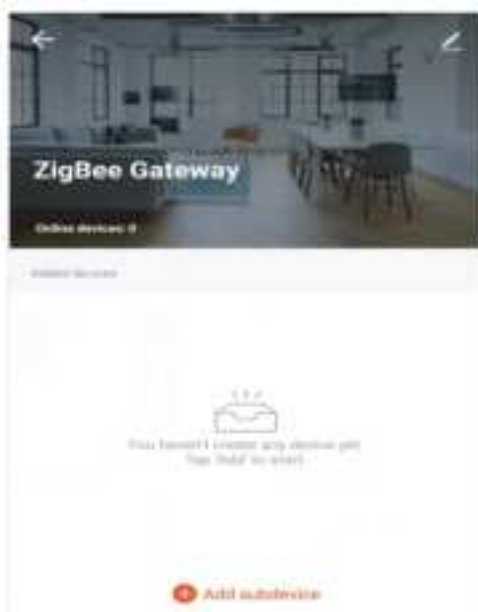 ZigBee Gateway
Online devices: 0
You haven't create any device yet
Tap "Add" to start
Add subdevice